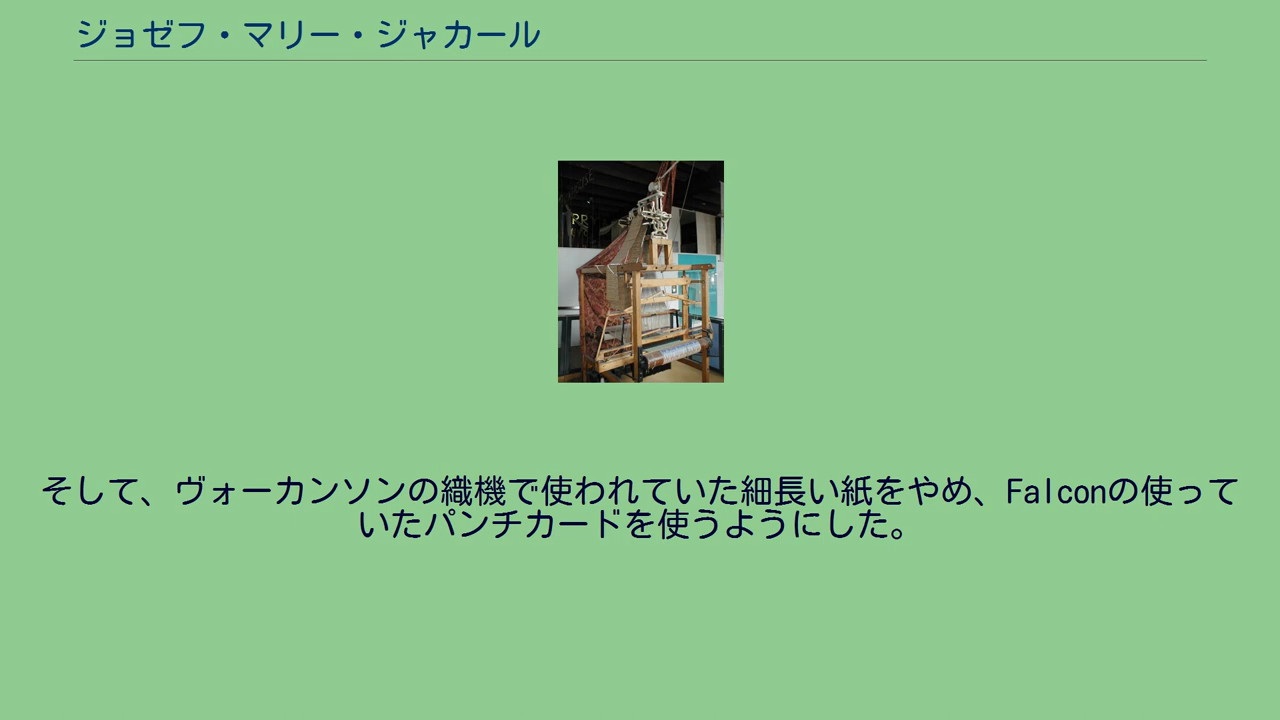 ジョゼフ・マリー・ジャカール
そして、ヴォーカンソンの織機で使われていた細長い紙をやめ、Falconの使って
いたパンチカードを使うようにした。